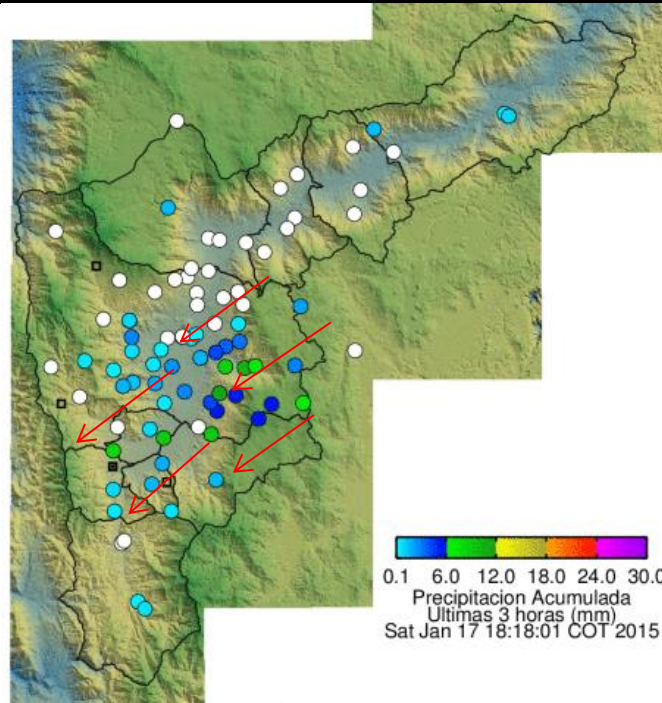 0.1 6.0 12.0 18.0 24.0 30.0
Precipitacion Acumulada
Ultimas 3 horas (mm)
Sat Jan 17 18:18:01 COT 2015